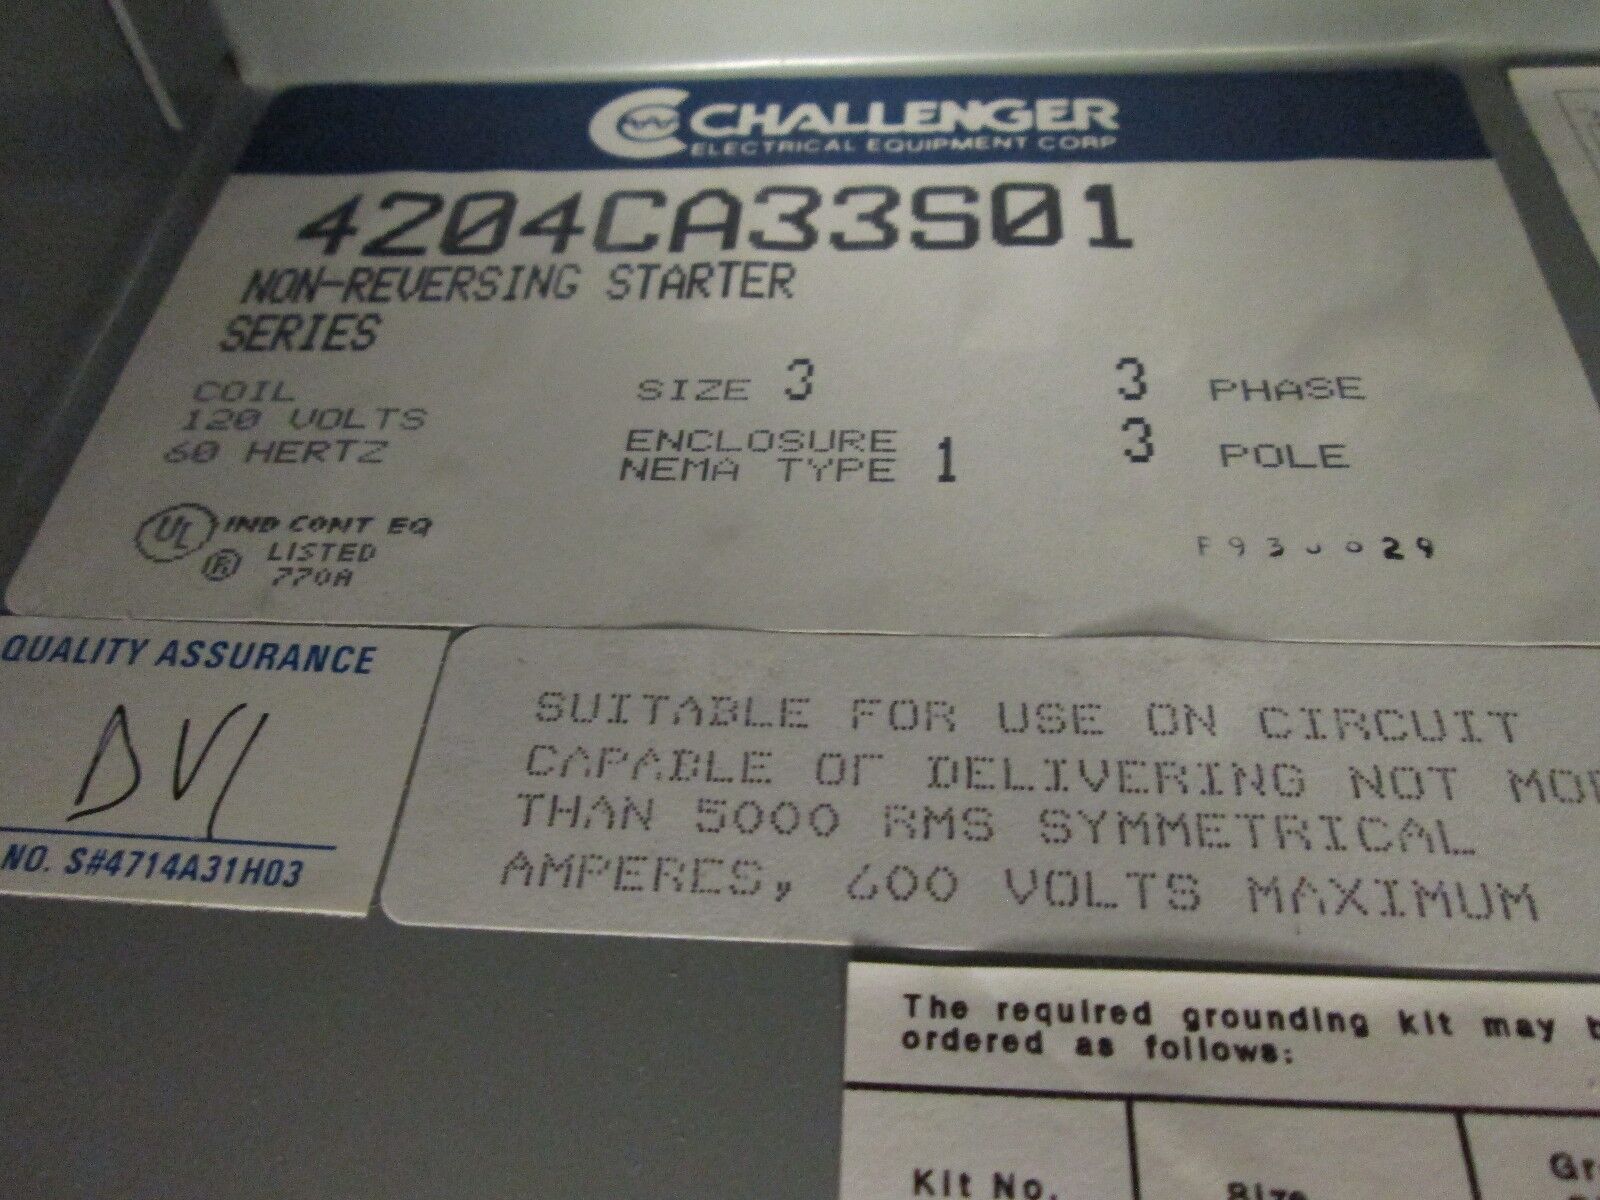 CHALLENGER
ELECTRICAL EQUIPMENT CORP
4204CA33S01
NON-REVERSING STARTER
SERIES
COIL
120 VOLTS
60 HERTZ
SIZE 3
ENCLOSURE
NEMA TYPE 1
3 PHASE
3 POLE
UL
IND CONT EQ
LISTED
770A
QUALITY ASSURANCE
NO. S#4714A31H03
SUITABLE FOR USE ON CIRCUIT
CAPABLE OF DELIVERING NOT
THAN 5000 RMS SYMMETRICAL
AMPERES, 600 VOLTS MAXIMUM
The required grounding kit may
ordered as follows:
Kit No.
Size